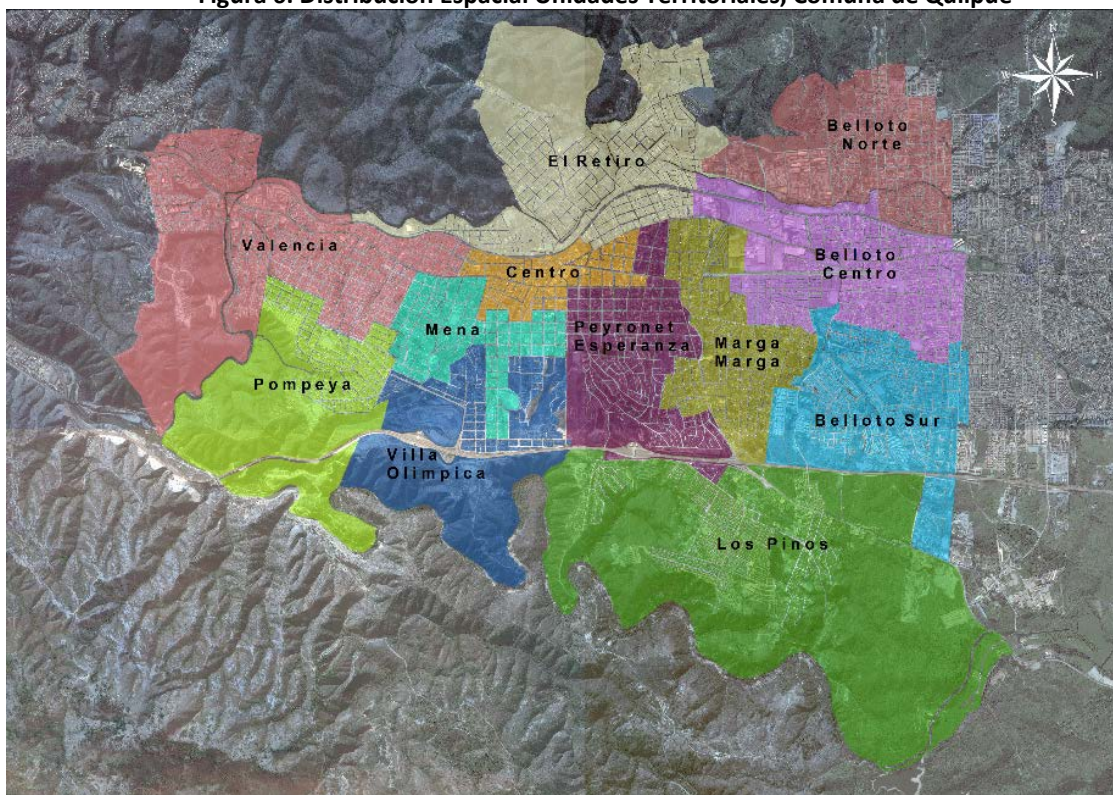 Figura 6. Distribución Espacial Unidades Territoriales, Comuna de Quilpué
N
Belloto
Norte
El Retiro
Valencia
Belloto
Centro
Centro
Mena
Peyronet
Esperanza
Marga
Marga
Pompeya
Belloto Sur
Villa
Olimpica
Los Pinos